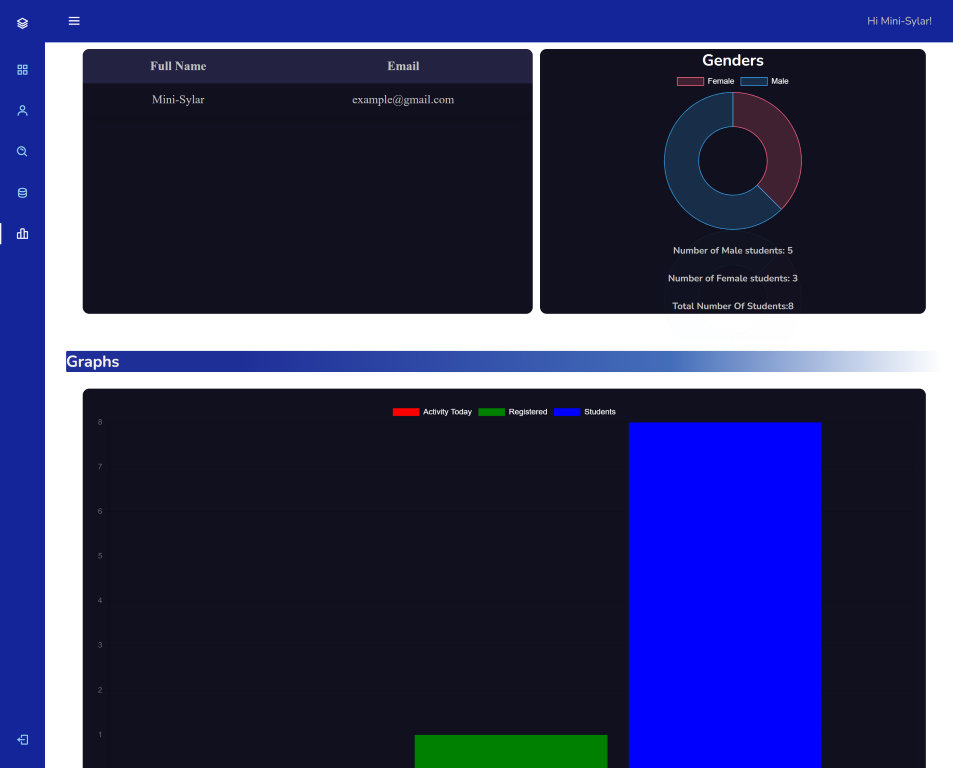 Hi Mini-Sylar!
Full Name Email
Mini-Sylar example@gmail.com
Genders
Female Male
Number of Male students: 5
Number of Female students: 3
Total Number Of Students:8
Graphs
Activity Today Registered Students
8
7
6
5
4
3
2
1